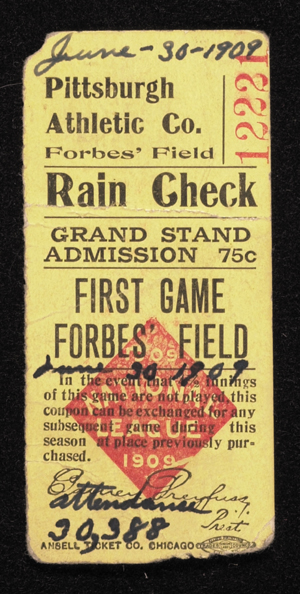 June-30-1909
Pittsburgh
Athletic Co.
Forbes' Field
12221
Rain Check
GRAND STAND
ADMISSION 75c
FIRST GAME
FORBES' FIELD
June 30 1909
In the event that innings
of this game are not played, this
coupon can be exchanged for any
subsequent game during this
season at place previously pur-
chased.
1909
Barney Dreyfuss
Prest
attendance
30,388
ANSELL TICKET CO. CHICAGO